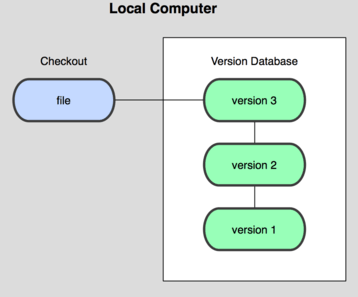 Local Computer
Checkout
Version Database
file
version 3
version 2
version 1